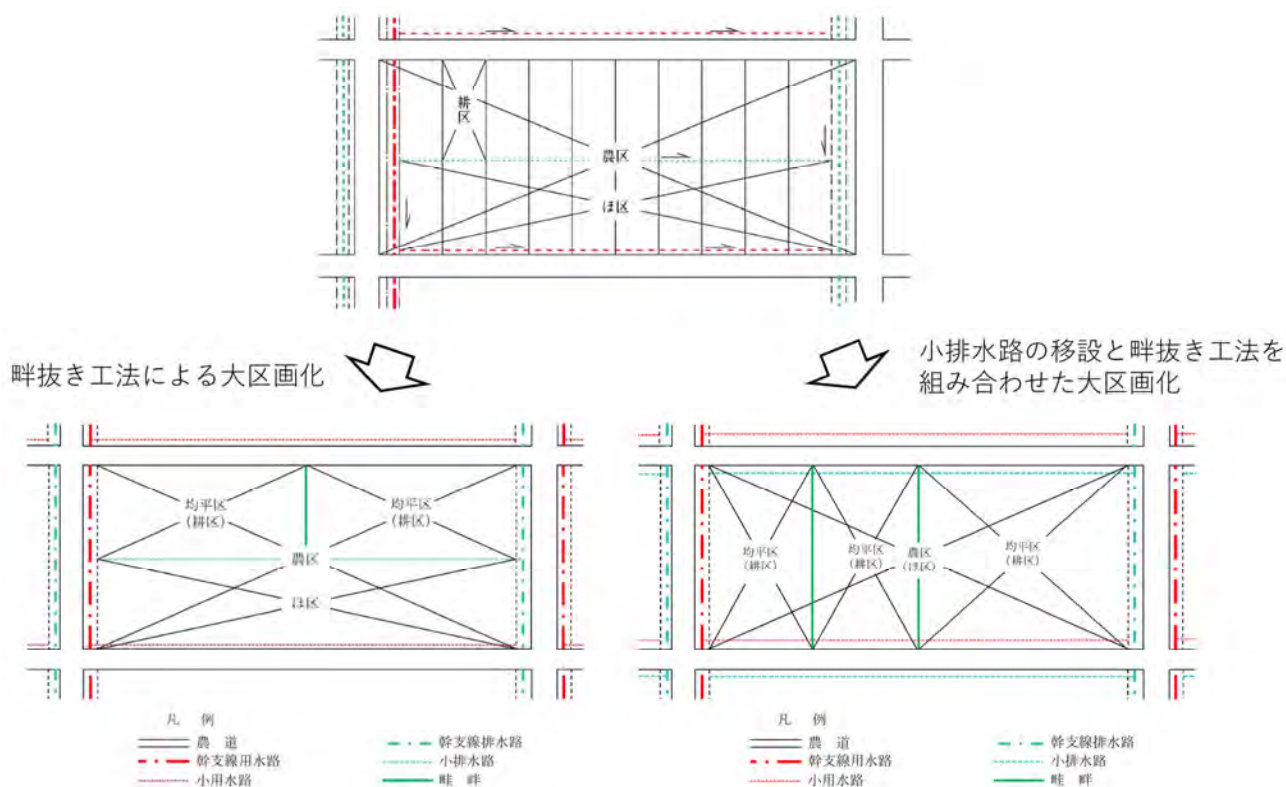 耕区
農区
ほ区
畔抜き工法による大区画化
小排水路の移設と畔抜き工法を
組み合わせた大区画化
均平区
(耕区)
均平区
(耕区)
農区
ほ区
均平区
(耕区)
均平区
(耕区)
農区
(ほ区)
均平区
(耕区)
凡 例
農 道
幹支線用水路
小用水路
幹支線排水路
小排水路
畦 畔
凡 例
農 道
幹支線用水路
小用水路
幹支線排水路
小排水路
畦 畔